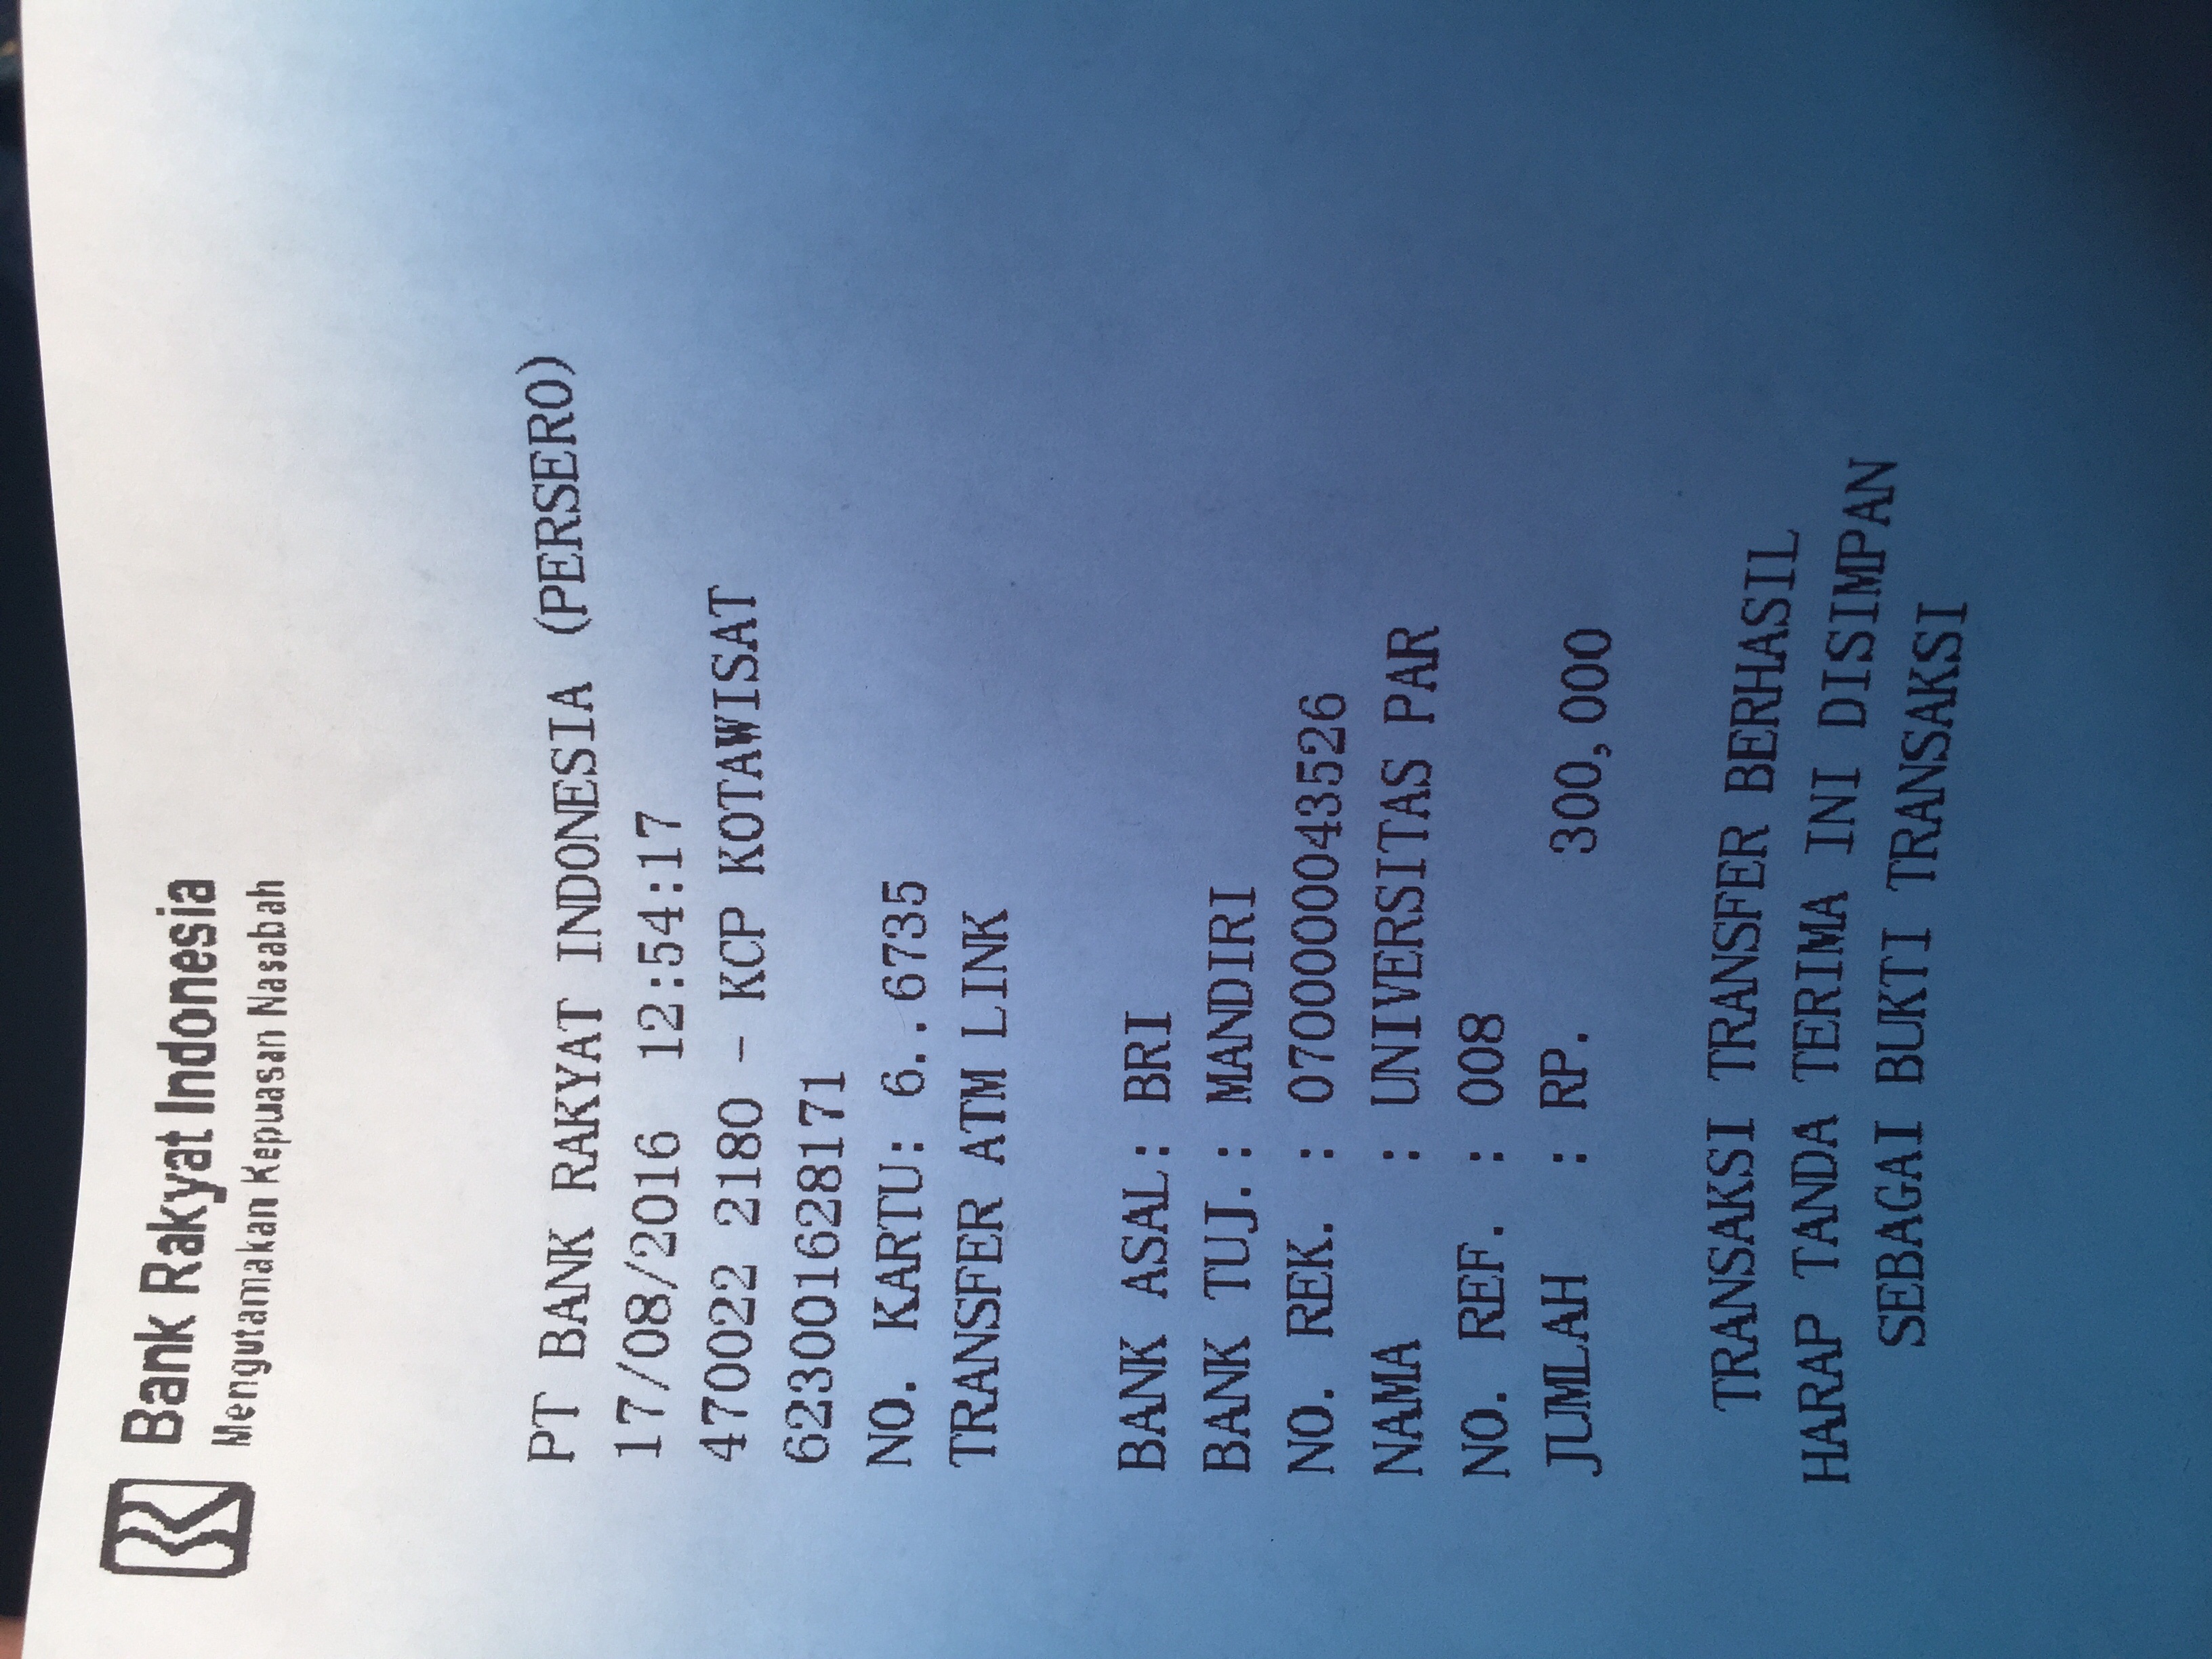 Bank Rakyat Indonesia
Mengutamakan Kepuasan Nasabah
PT BANK RAKYAT INDONESIA (PERSERO)
17/08/2016 12:54:17
470022 2180 - KCP KOTAWISAT
623001628171
NO. KARTU: 6..6735
TRANSFER ATM LINK
BANK ASAL: BRI
BANK TUJ.: MANDIRI
NO. REK. : 0700000043526
NAMA : UNIVERSITAS PAR
NO. REF. : 008
JUMLAH : RP. 300,000
TRANSAKSI TRANSFER BERHASIL
HARAP TANDA TERIMA INI DISIMPAN
SEBAGAI BUKTI TRANSAKSI